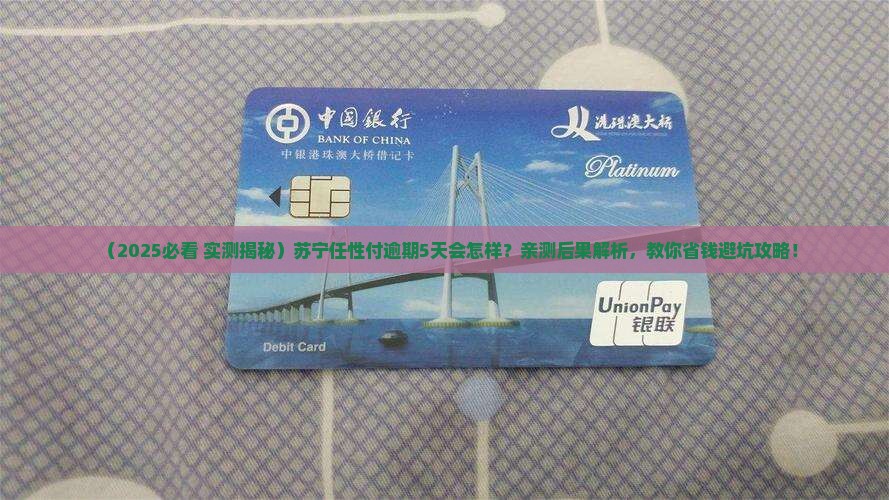 中国银行
BANK OF CHINA
中银港珠澳大桥借记卡
港珠澳大桥
Platinum
（2025必看 实测揭秘）苏宁任性付逾期5天会怎样？亲测后果解析，教你省钱避坑攻略！
UnionPay
银联
Debit Card